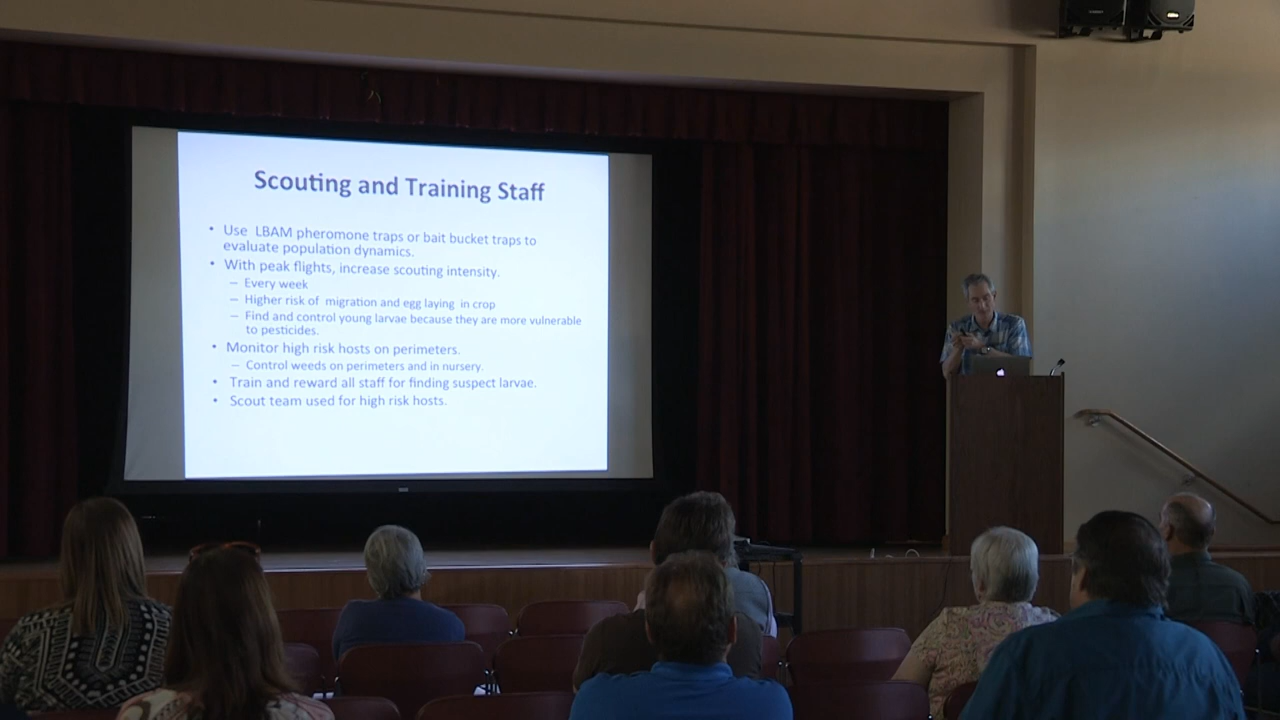 Scouting and Training Staff
• Use LBAM pheromone traps or bait bucket traps to
evaluate population dynamics.
• With peak flights, increase scouting intensity.
– Every week
– Higher risk of migration and egg laying in crop
– Find and control young larvae because they are more vulnerable
to pesticides.
• Monitor high risk hosts on perimeters.
– Control weeds on perimeters and in nursery.
• Train and reward all staff for finding suspect larvae.
• Scout team used for high risk hosts.